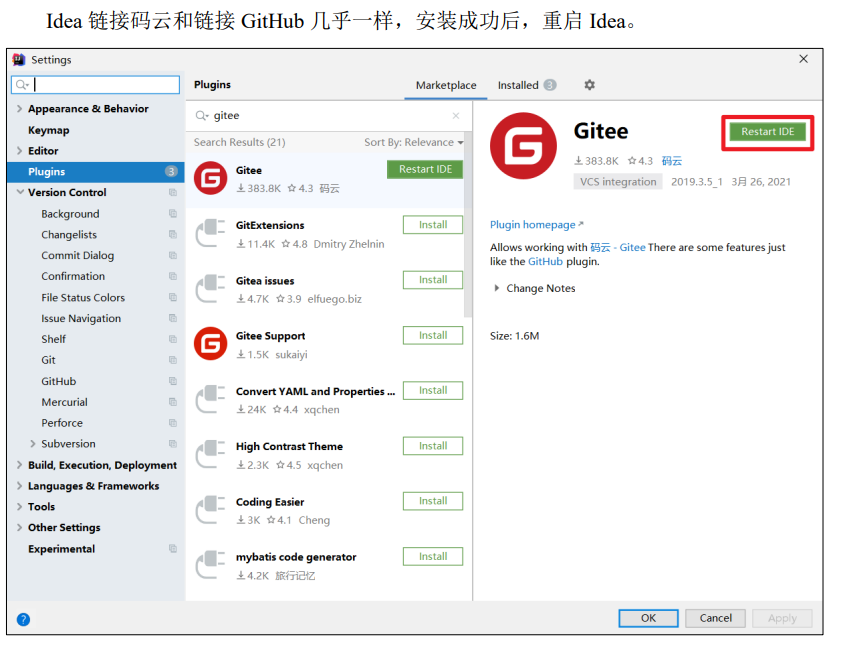 Idea 链接码云和链接 GitHub 几乎一样，安装成功后，重启 Idea。
Settings
Appearance & Behavior
Keymap
Editor
Plugins 3
Version Control
Background
Changelists
Commit Dialog
Confirmation
File Status Colors
Issue Navigation
Shelf
Git
GitHub
Mercurial
Perforce
Subversion
Build, Execution, Deployment
Languages & Frameworks
Tools
Other Settings
Experimental
Plugins
Marketplace
Installed 3
gitee
Search Results (21) Sort By: Relevance
Gitee
Restart IDE
383.8K 4.3 码云
GitExtensions
Install
11.4K 4.8 Dmitry Zhelnin
Gitea issues
Install
4.7K 3.9 elfuego.biz
Gitee Support
Install
1.5K sukaiyi
Convert YAML and Properties ...
Install
24K 4.4 xqchen
High Contrast Theme
Install
2.3K 4.5 xqchen
Coding Easier
Install
3K 4.1 Cheng
mybatis code generator
Install
4.2K 旅行记忆
Gitee
Restart IDE
383.8K 4.3 码云
VCS integration 2019.3.5_1 3月 26, 2021
Plugin homepage
Allows working with 码云 - Gitee There are some features just
like the GitHub plugin.
Change Notes
Size: 1.6M
?
OK
Cancel
Apply